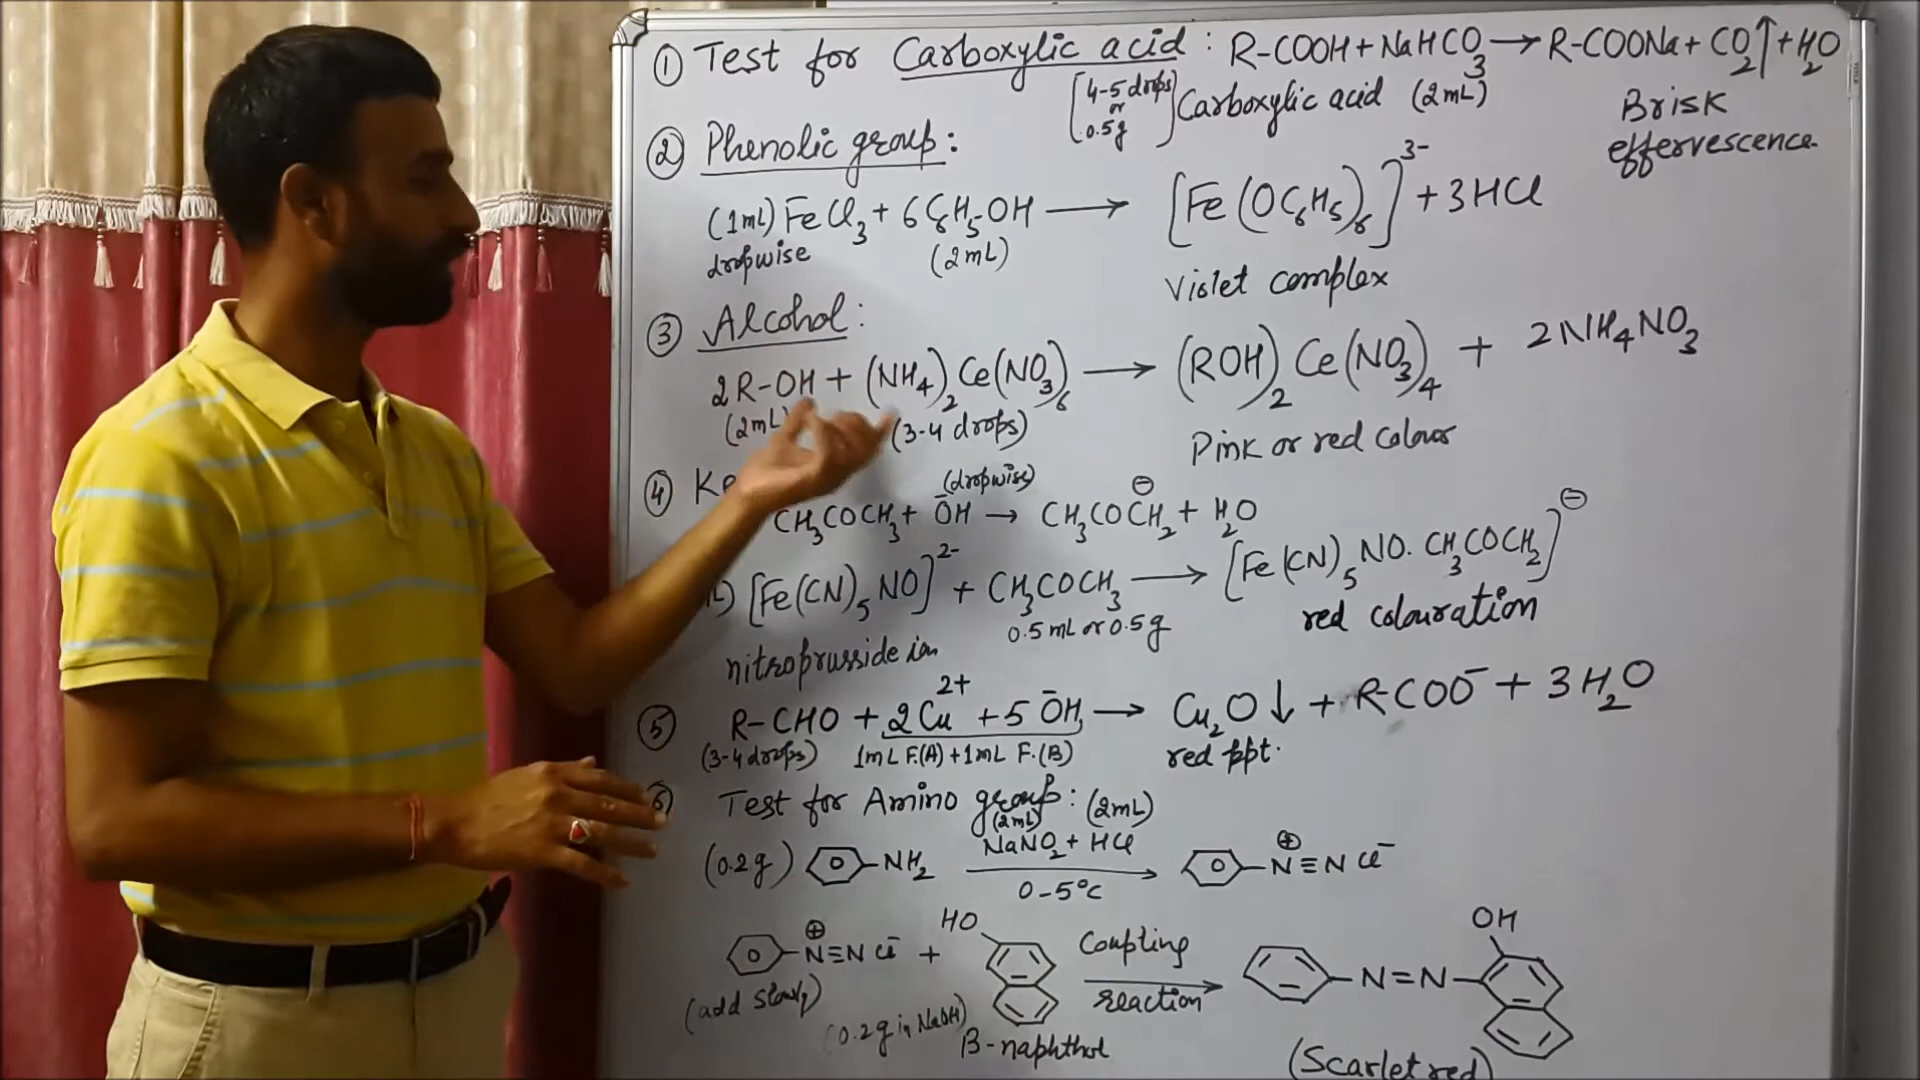 ① Test for Carboxylic acid : R-COOH + NaHCO₃ → R-COONa + CO₂↑ + H₂O
[4-5 drops or 0.5g] Carboxylic acid (2mL) Brisk effervescence.
② Phenolic group :
(1mL) FeCl₃ + 6C₆H₅-OH → [Fe(OC₆H₅)₆]³⁻ + 3HCl
dropwise (2mL) Violet complex
③ Alcohol :
2R-OH + (NH₄)₂Ce(NO₃)₆ → (ROH)₂Ce(NO₃)₄ + 2NH₄NO₃
(2mL) (3-4 drops) Pink or red colour
④ Ke
(dropwise)
CH₃COCH₃ + ŌH → CH₃COC⊖H₂ + H₂O
[Fe(CN)₅NO]²⁻ + CH₃COCH₃ → [Fe(CN)₅NO.CH₃COCH₂]⊖
nitroprusside ion 0.5mL or 0.5g red colouration
⑤ R-CHO + 2Cu²⁺ + 5ŌH → Cu₂O↓ + R-COO⁻ + 3H₂O
(3-4 drops) 1mL F.(A) + 1mL F.(B) red ppt.
⑥ Test for Amino group : (2mL)
(2mL)
(0.2g) NH₂ NaNO₂ + HCl → N⊕≡N Cl⁻
0-5°C
N⊕≡N Cl⁻ + HO Coupling reaction → N=N OH
(add slowly) (0.2g in NaOH) β-naphthol (Scarlet red)